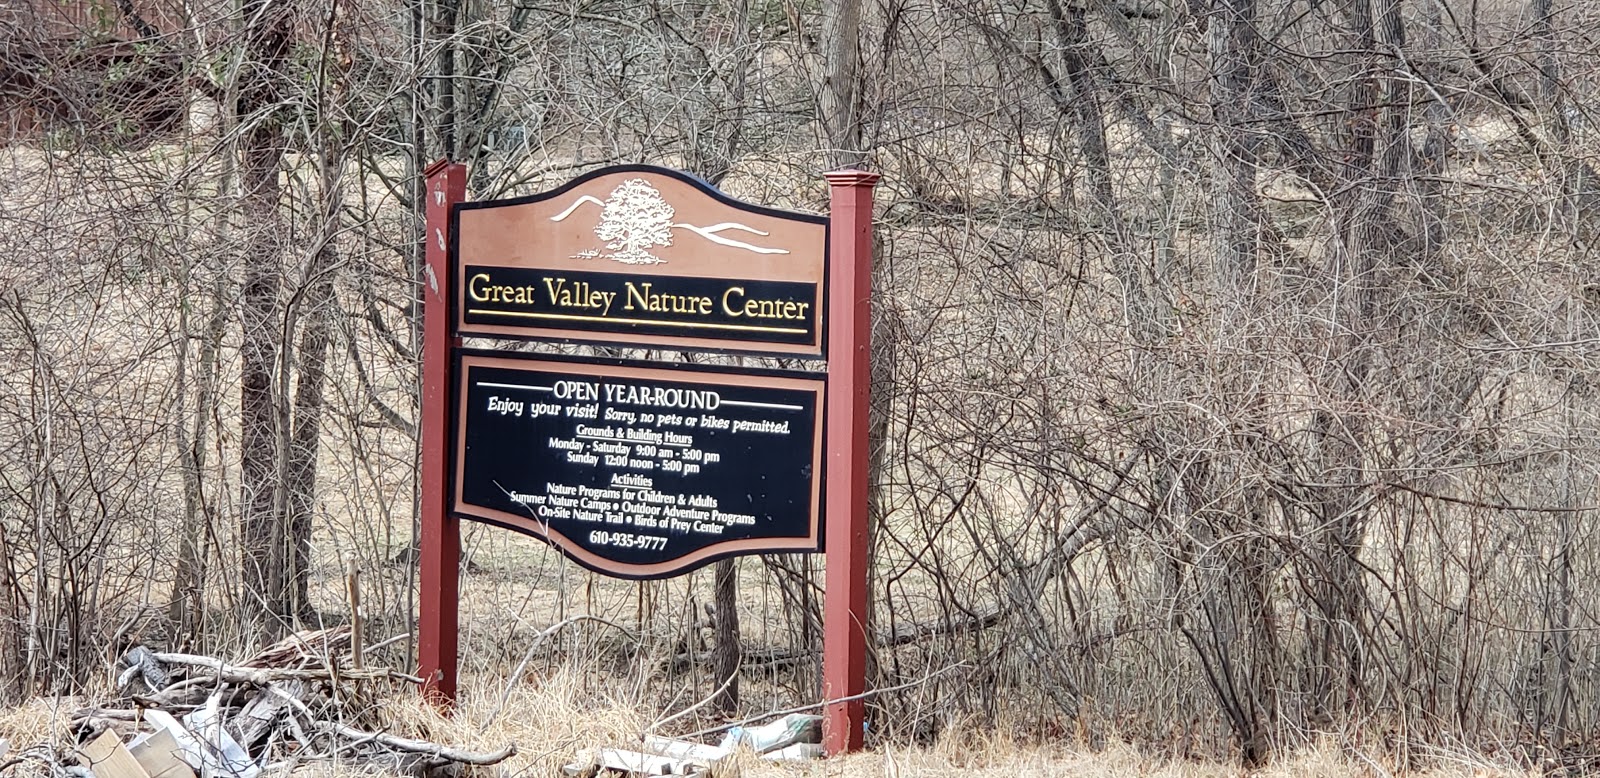 Great Valley Nature Center
OPEN YEAR-ROUND
Enjoy your visit! Sorry, no pets or bikes permitted.
Grounds & Building Hours
Monday - Saturday 9:00 am - 5:00 pm
Sunday 12:00 noon - 5:00 pm
Activities
Nature Programs for Children & Adults
Summer Nature Camps • Outdoor Adventure Programs
On-Site Nature Trail • Birds of Prey Center
610-935-9777